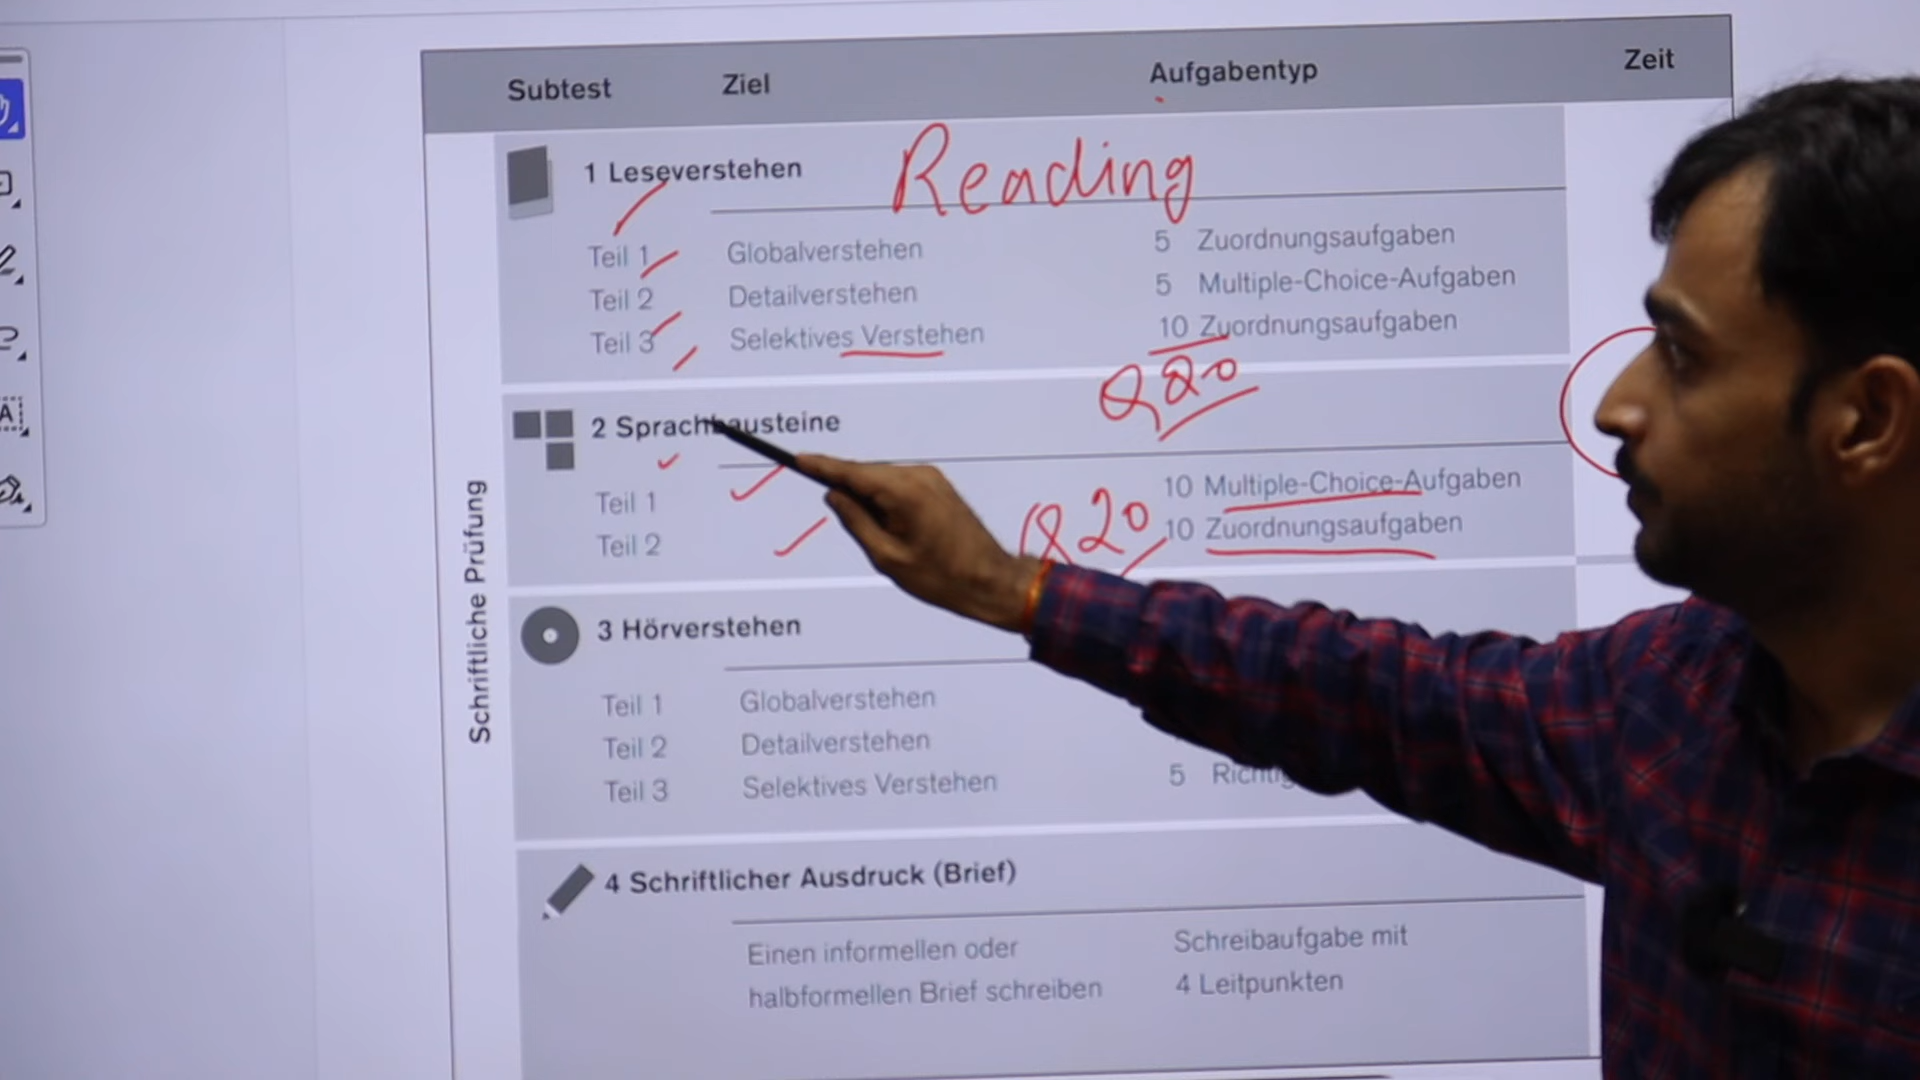 Subtest Ziel Aufgabentyp Zeit
1 Leseverstehen Reading
Teil 1 Globalverstehen 5 Zuordnungsaufgaben
Teil 2 Detailverstehen 5 Multiple-Choice-Aufgaben
Teil 3 Selektives Verstehen 10 Zuordnungsaufgaben
Q 20
2 Sprachbausteine
Teil 1 10 Multiple-Choice-Aufgaben
Q 20
Teil 2 10 Zuordnungsaufgaben
Schriftliche Prüfung
3 Hörverstehen
Teil 1 Globalverstehen
Teil 2 Detailverstehen
Teil 3 Selektives Verstehen 5
4 Schriftlicher Ausdruck (Brief)
Einen informellen oder Schreibaufgabe mit
halbformellen Brief schreiben 4 Leitpunkten